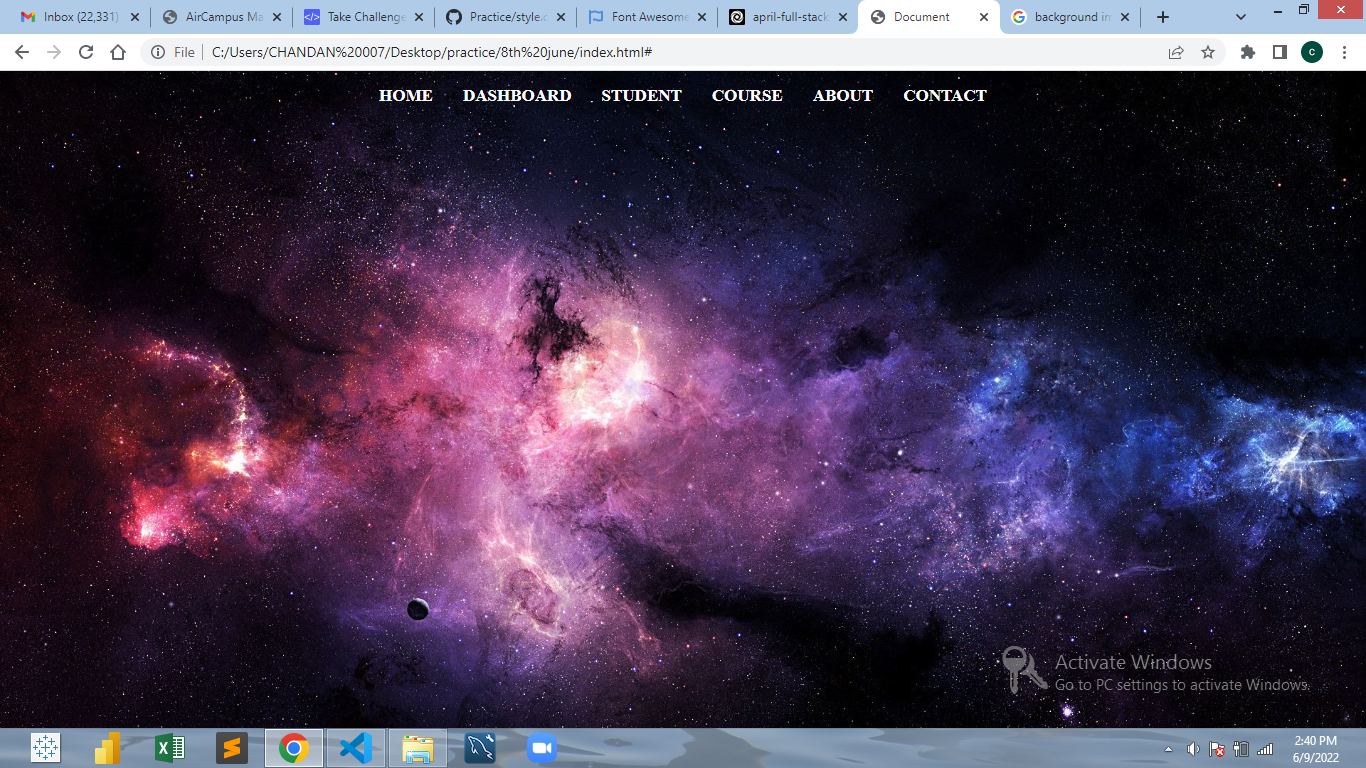 Inbox (22,331)
AirCampus Ma
Take Challenge
Practice/style.c
Font Awesome
april-full-stack
Document
background in
File
C:/Users/CHANDAN%20007/Desktop/practice/8th%20june/index.html#
c
HOME DASHBOARD STUDENT COURSE ABOUT CONTACT
Activate Windows
Go to PC settings to activate Windows.
2:40 PM
6/9/2022